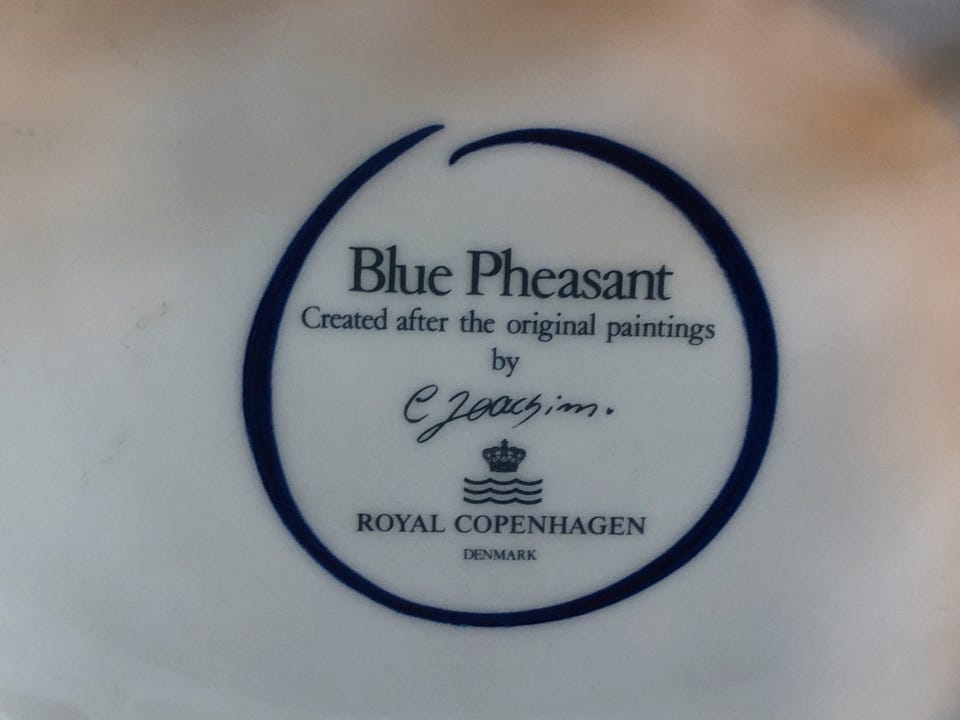 Blue Pheasant
Created after the original paintings
by
C Joachim.
ROYAL COPENHAGEN
DENMARK